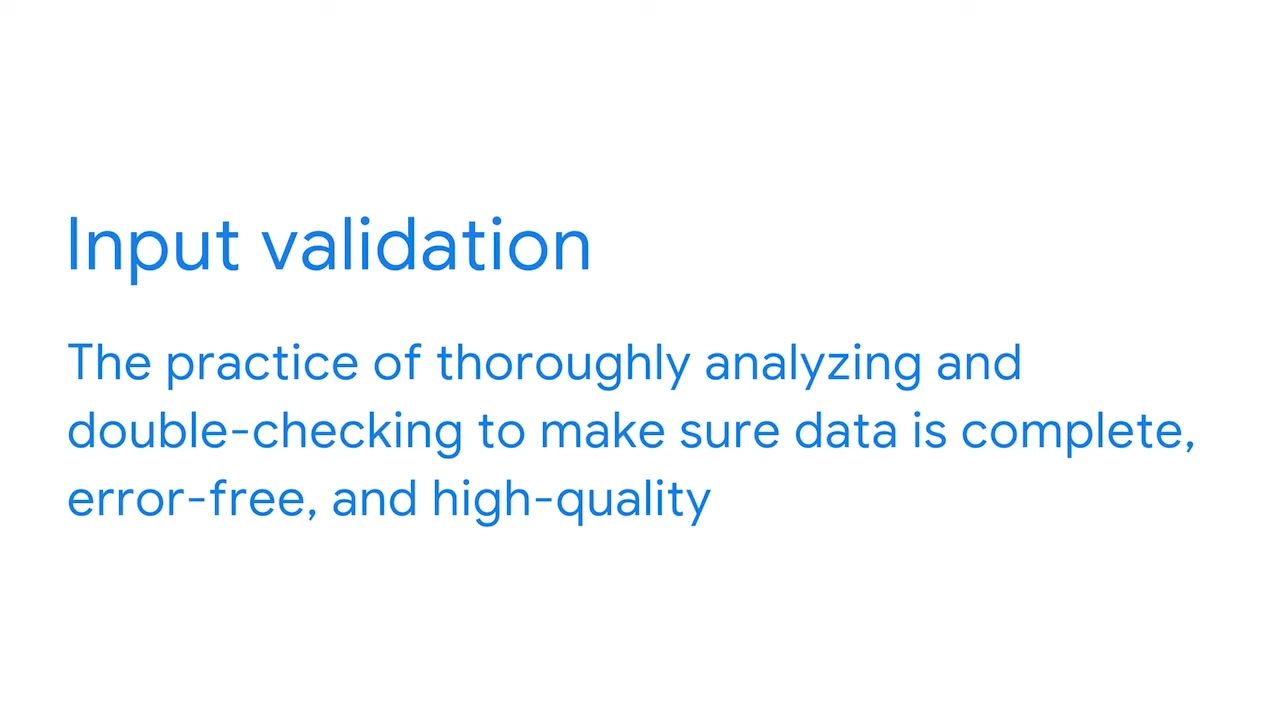 Input validation
The practice of thoroughly analyzing and
double-checking to make sure data is complete,
error-free, and high-quality